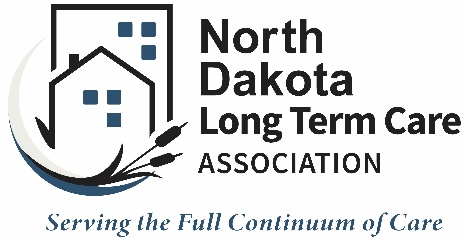 North
Dakota
Long Term Care
ASSOCIATION
Serving the Full Continuum of Care